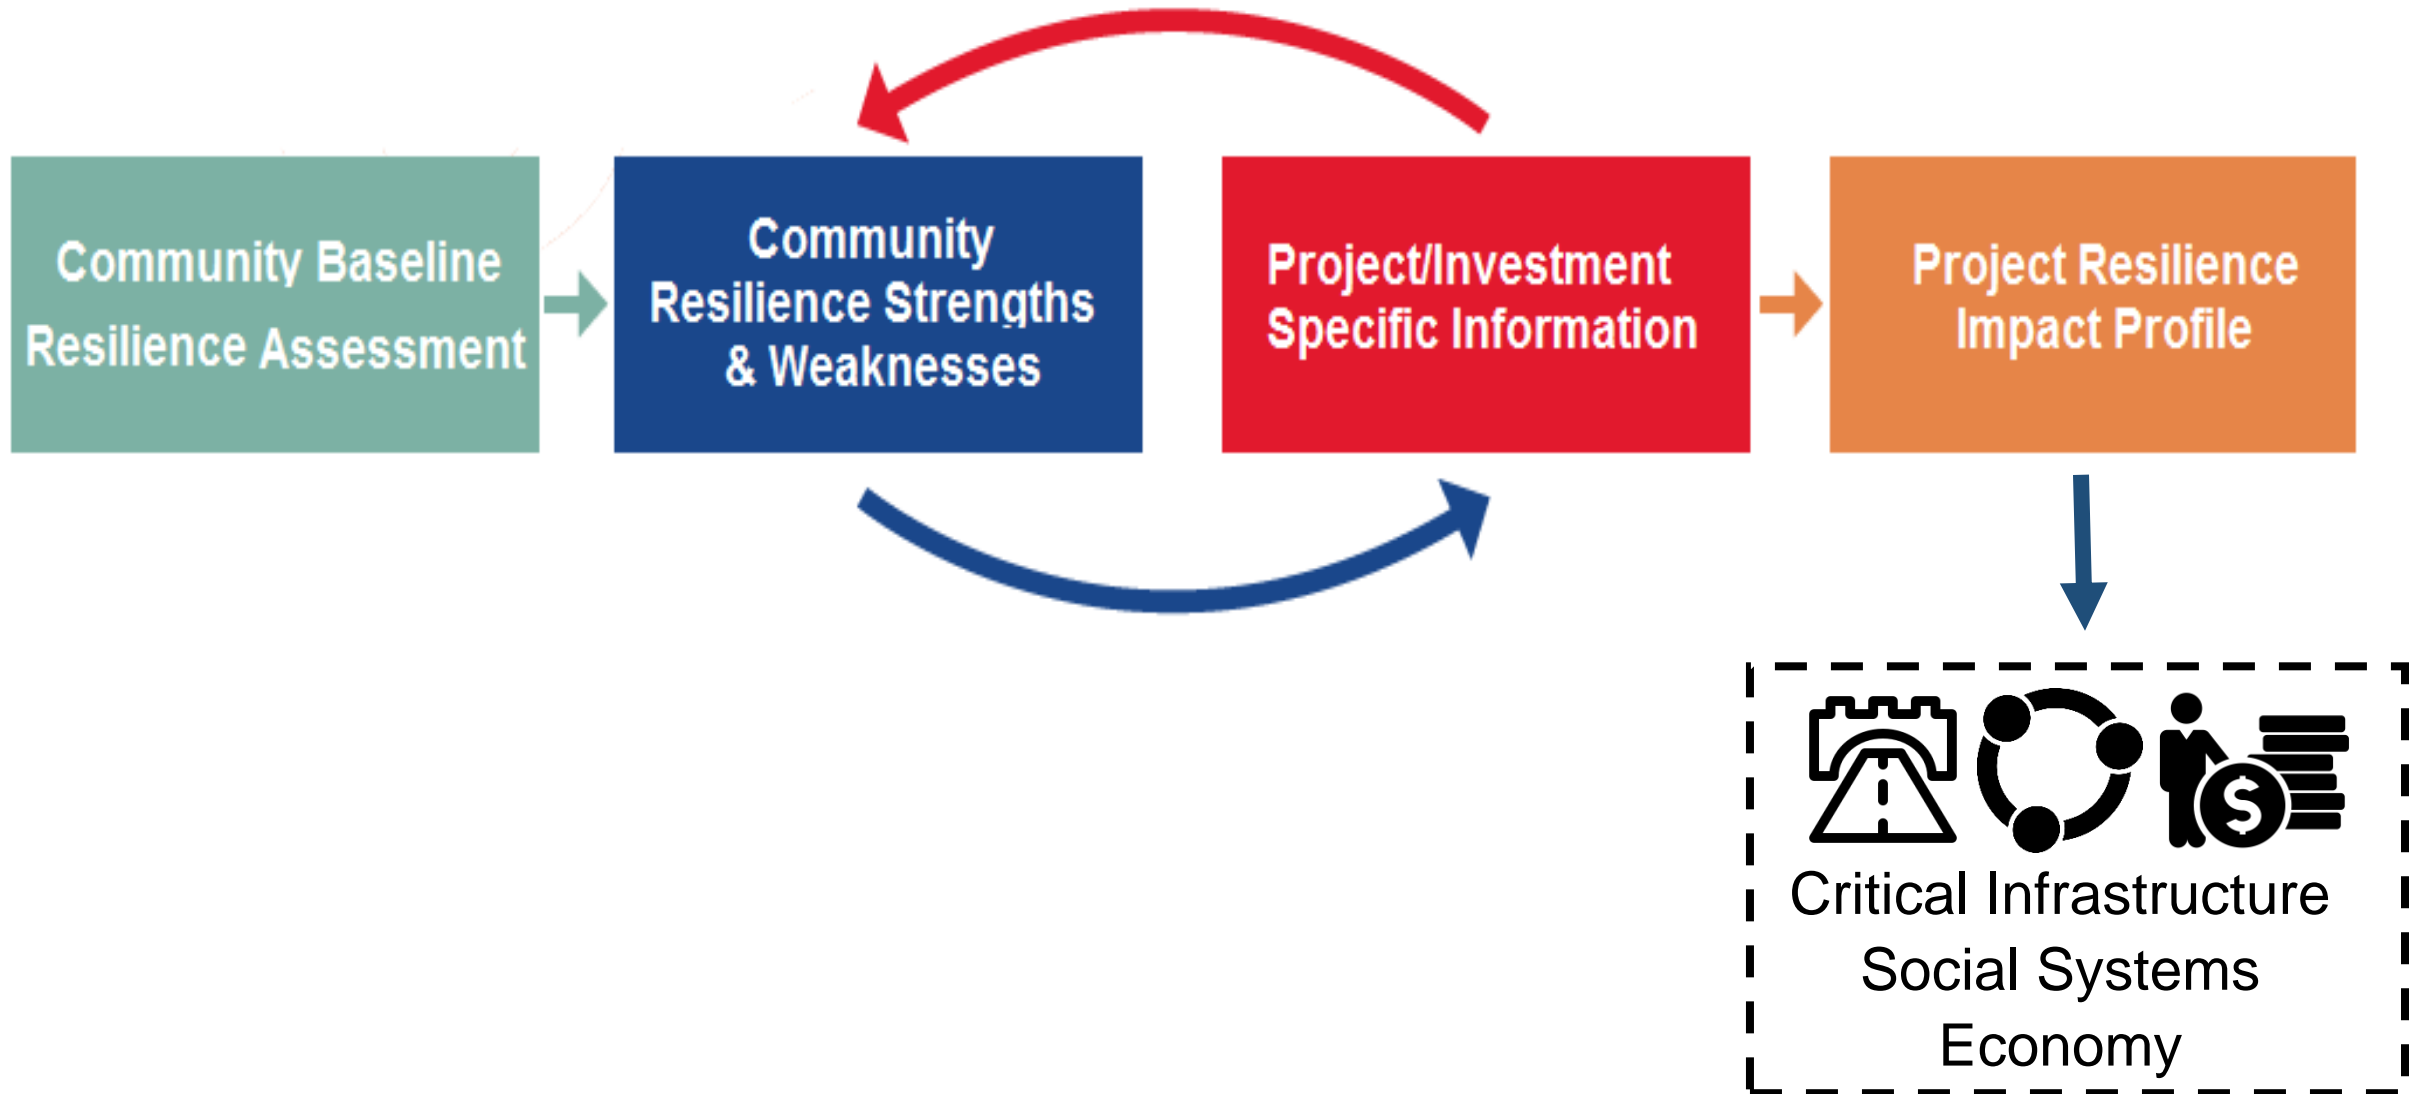 Community Baseline
Resilience Assessment
Community
Resilience Strengths
& Weaknesses
Project/Investment
Specific Information
Project Resilience
Impact Profile
$
Critical Infrastructure
Social Systems
Economy